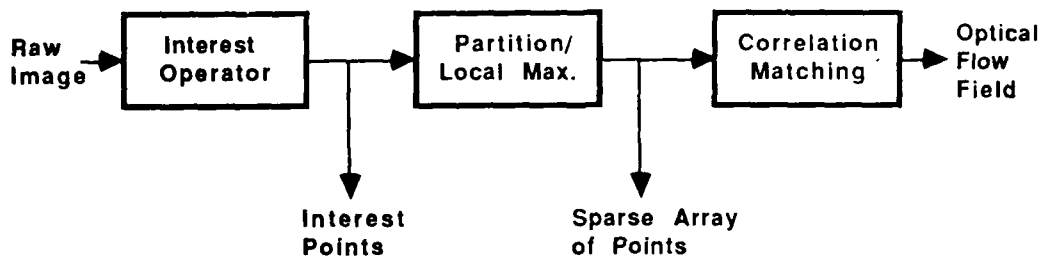 Raw
Image
Interest
Operator
Partition/
Local Max.
Correlation
Matching
Optical
Flow
Field
Interest
Points
Sparse Array
of Points